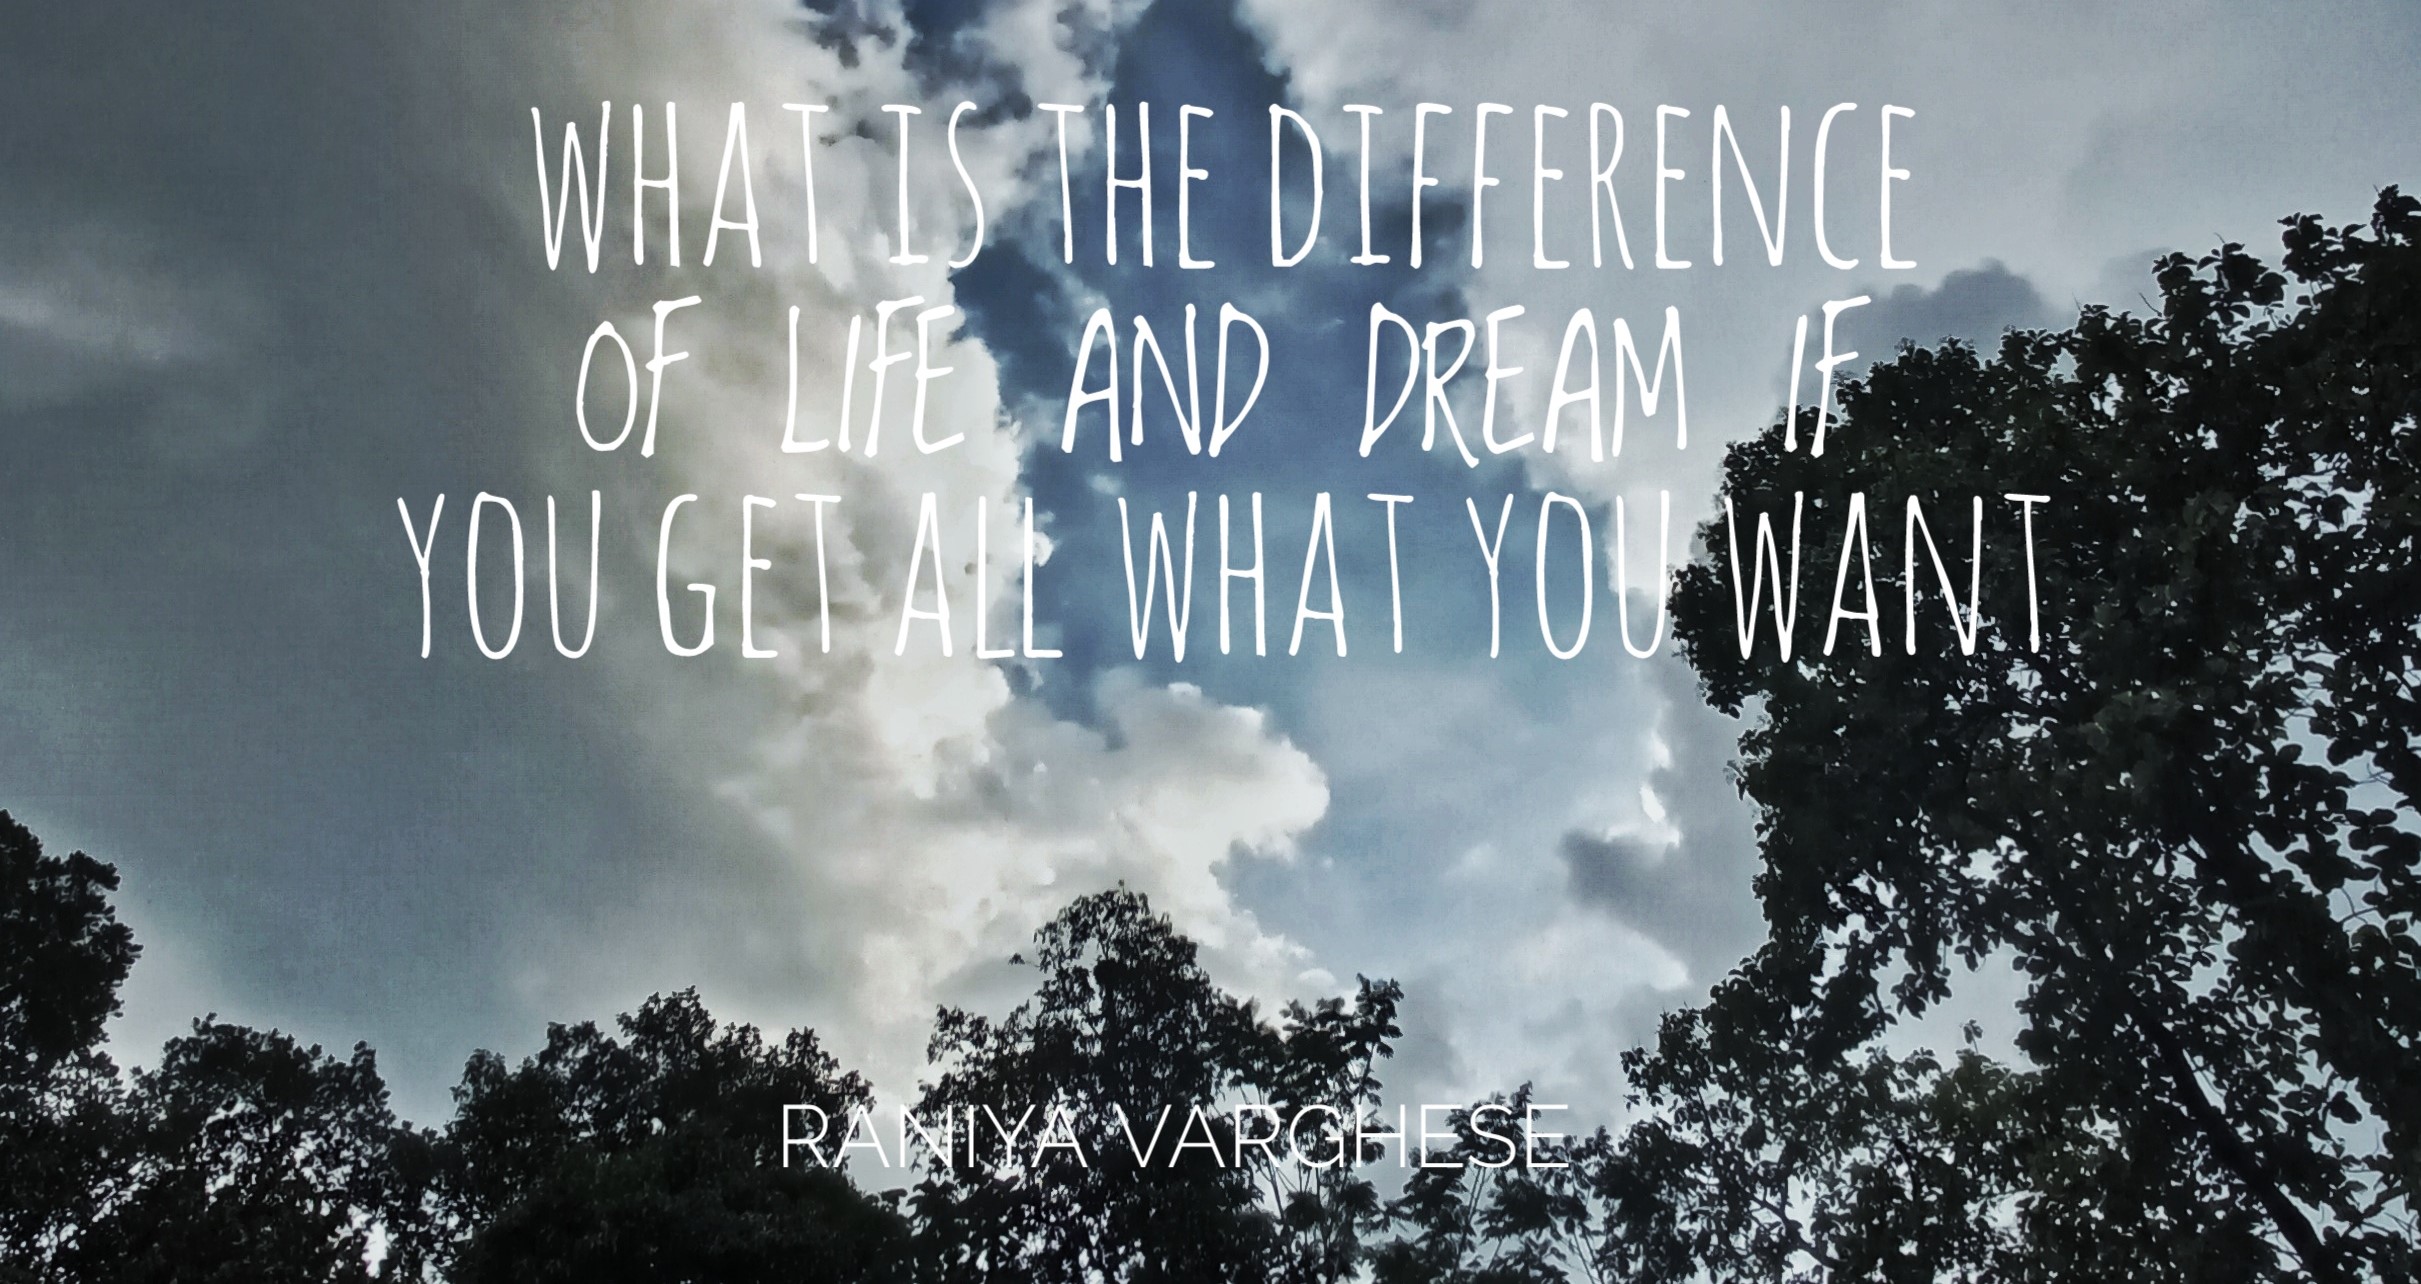 WHAT IS THE DIFFERENCE
OF LIFE AND DREAM IF
YOU GET ALL WHAT YOU WANT
RANIYA VARGHESE